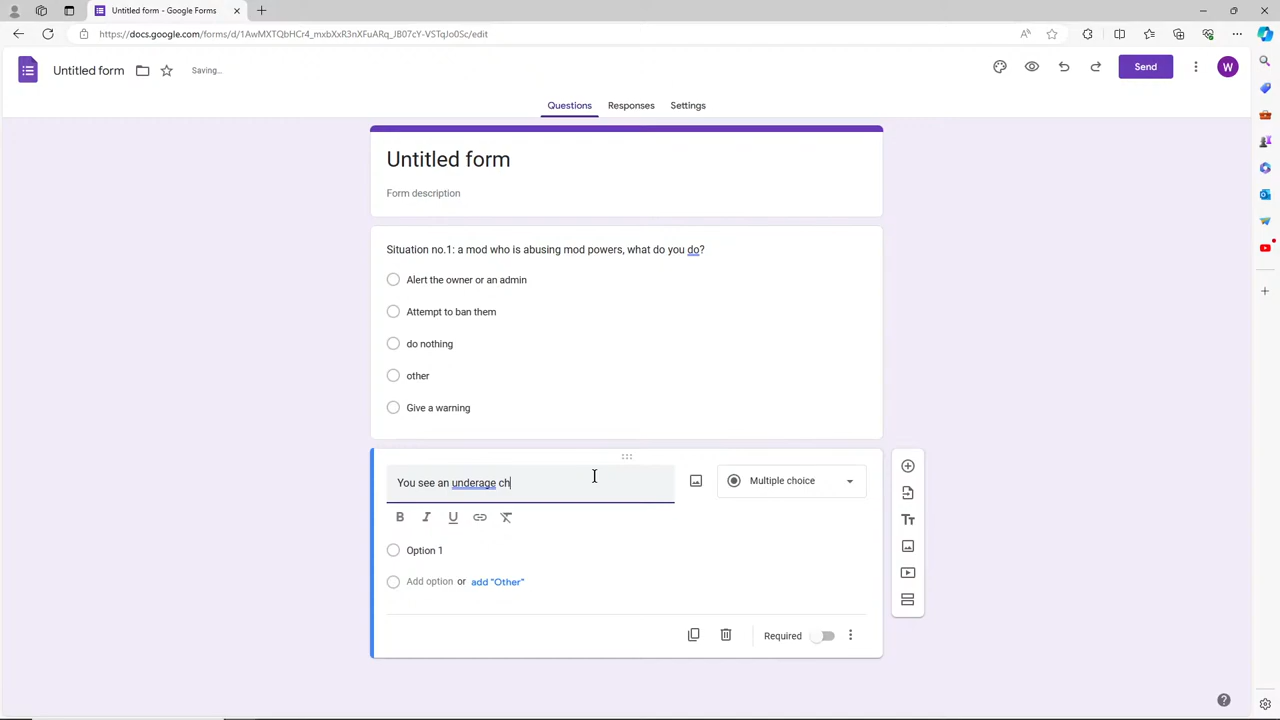 Untitled form - Google Forms
https://docs.google.com/forms/d/1AwMXTQbHCr4_mxbXxR3nXFuARq_JB07cY-VSTqJo0Sc/edit
Untitled form
Saving...
Send
W
Questions Responses Settings
Untitled form
Form description
Situation no.1: a mod who is abusing mod powers, what do you do?
Alert the owner or an admin
Attempt to ban them
do nothing
other
Give a warning
You see an underage ch
Multiple choice
B I U
Option 1
Add option or add "Other"
Required